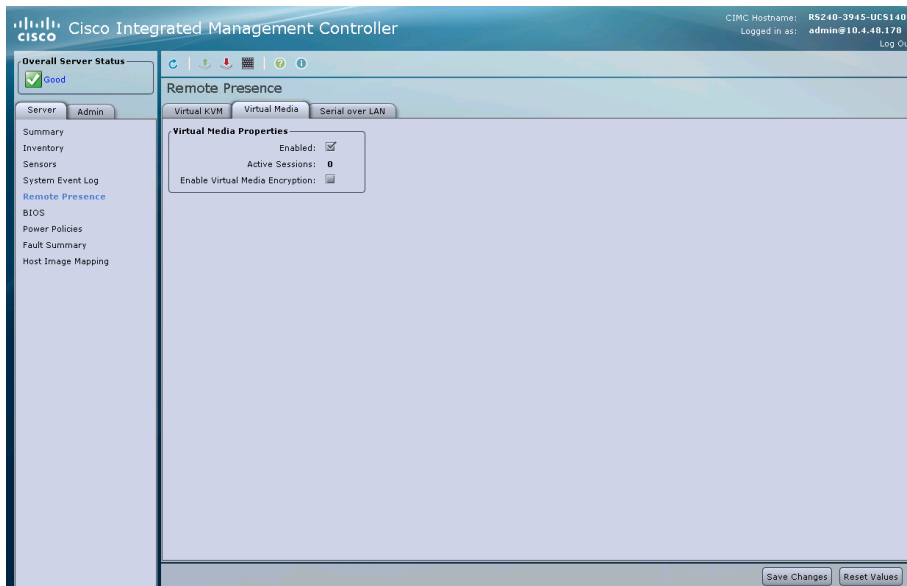 CISCO
Cisco Integrated Management Controller
CIMC Hostname: RS240-3945-UCS140
Logged in as: admin@10.4.48.178
Log Ou
Overall Server Status
Good
Server Admin
Summary
Inventory
Sensors
System Event Log
Remote Presence
BIOS
Power Policies
Fault Summary
Host Image Mapping
Remote Presence
Virtual KVM Virtual Media Serial over LAN
Virtual Media Properties
Enabled:
Active Sessions: 0
Enable Virtual Media Encryption:
Save Changes Reset Values